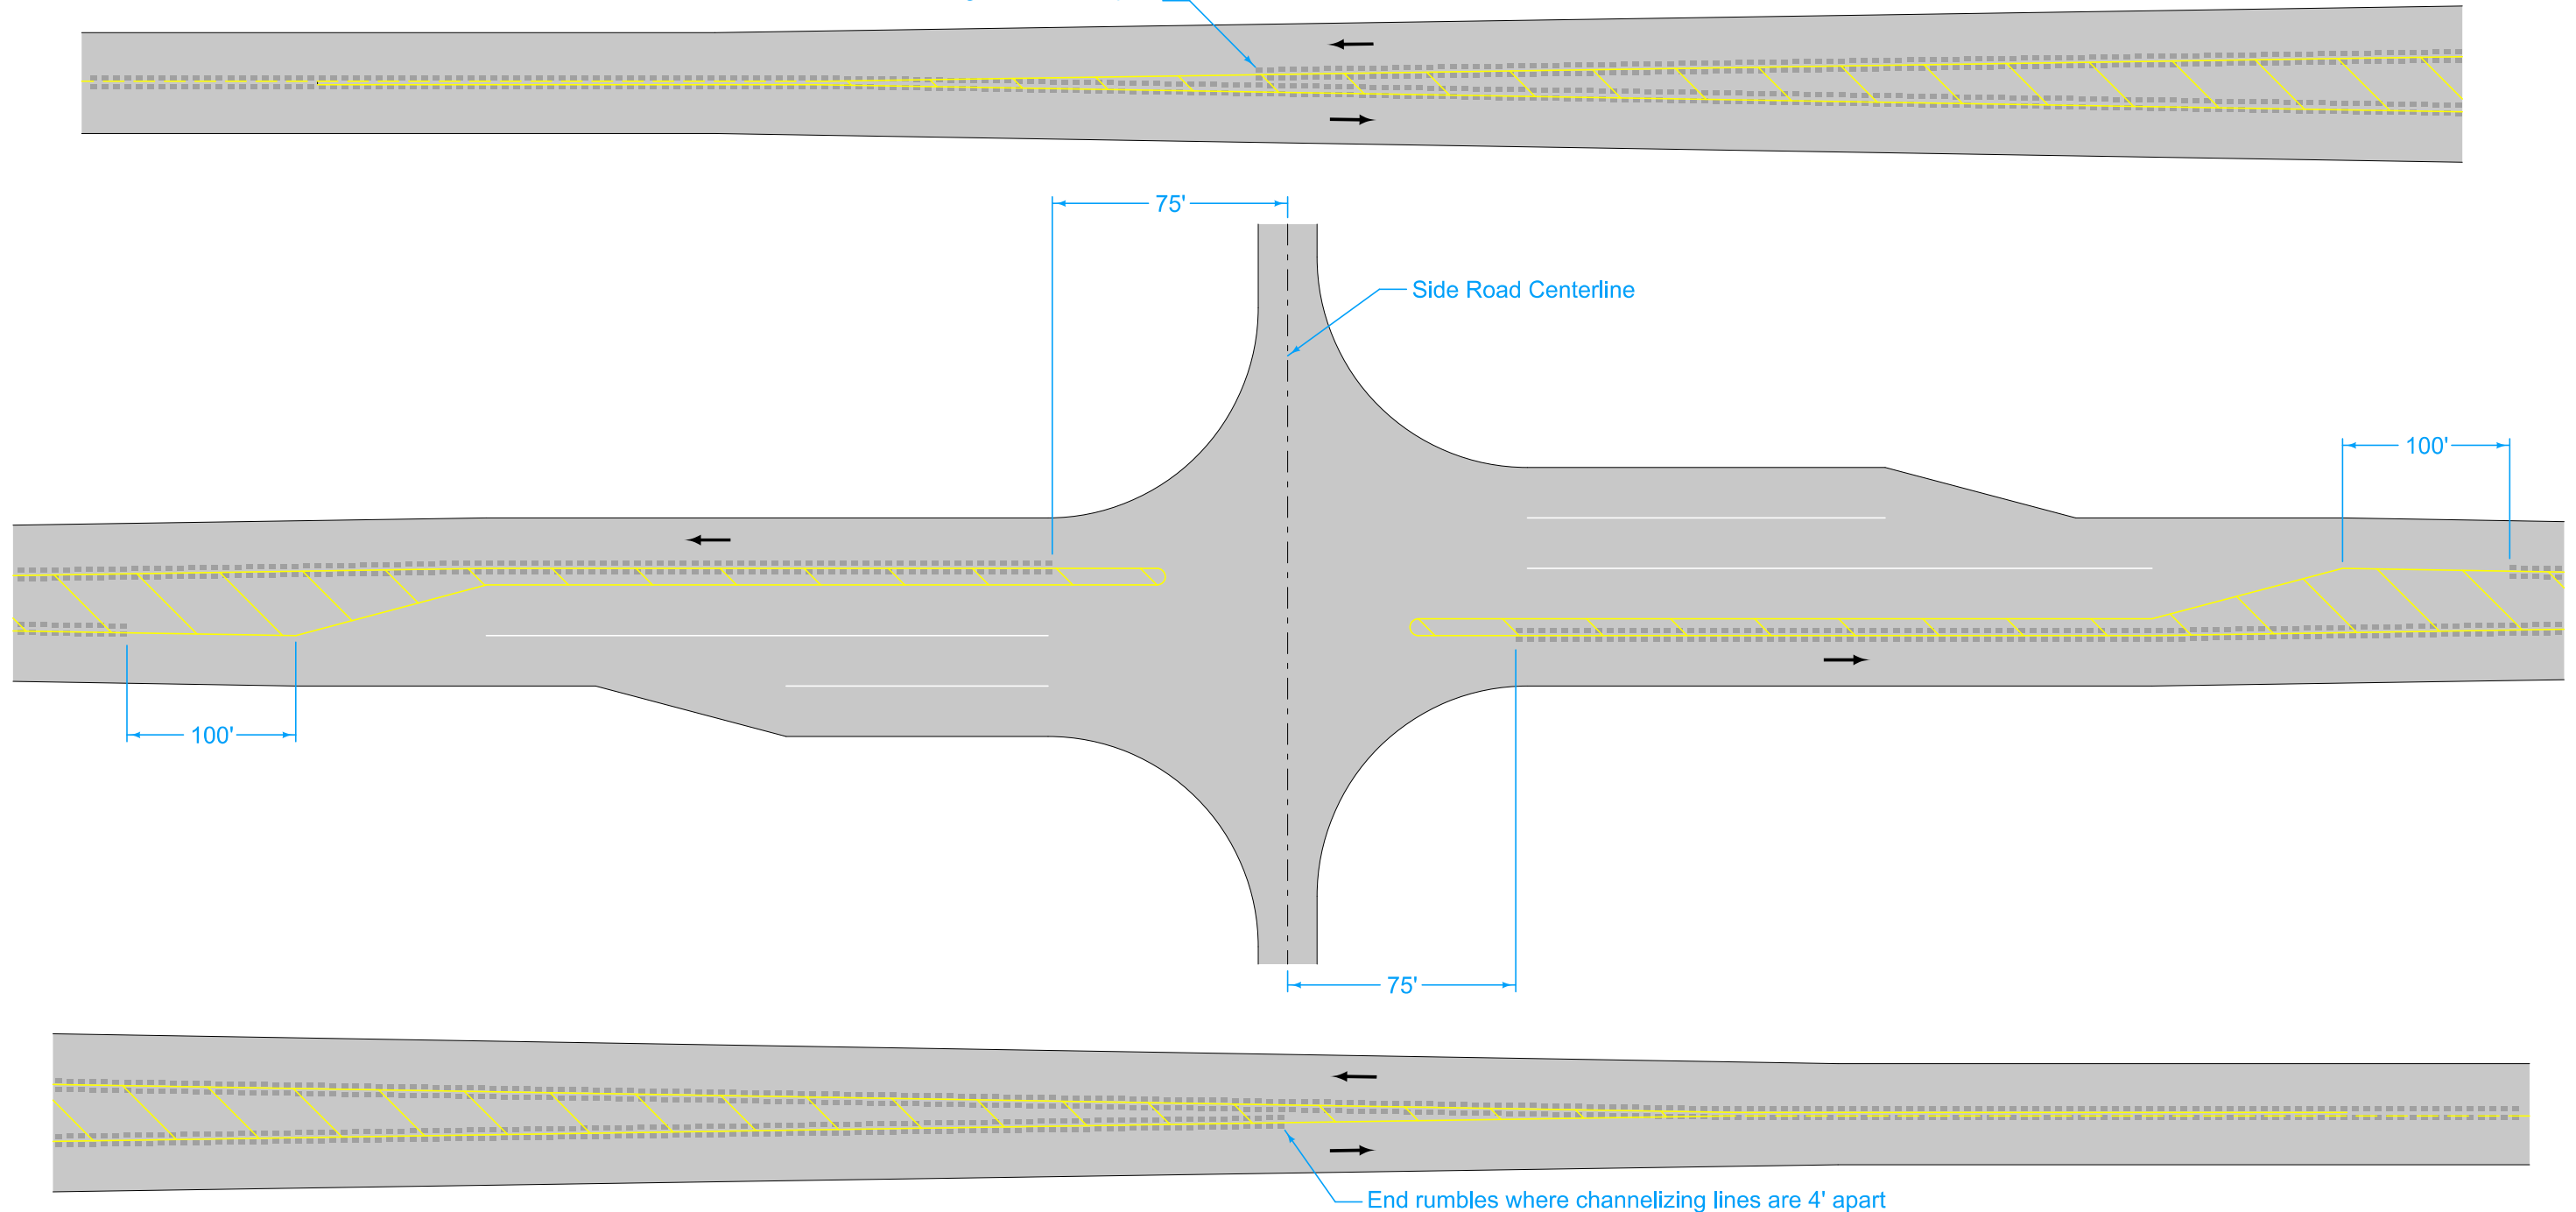 75'
Side Road Centerline
100'
100'
75'
End rumbles where channelizing lines are 4' apart